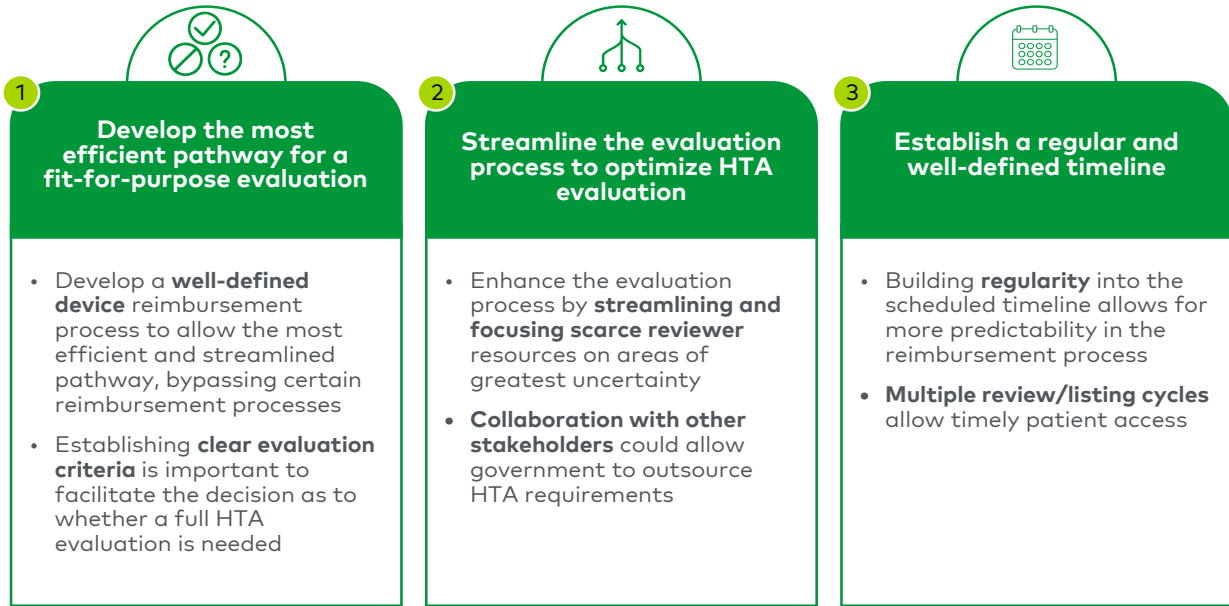 1
Develop the most
efficient pathway for a
fit-for-purpose evaluation
• Develop a well-defined
device reimbursement
process to allow the most
efficient and streamlined
pathway, bypassing certain
reimbursement processes
• Establishing clear evaluation
criteria is important to
facilitate the decision as to
whether a full HTA
evaluation is needed
2
Streamline the evaluation
process to optimize HTA
evaluation
• Enhance the evaluation
process by streamlining and
focusing scarce reviewer
resources on areas of
greatest uncertainty
• Collaboration with other
stakeholders could allow
government to outsource
HTA requirements
3
Establish a regular and
well-defined timeline
• Building regularity into the
scheduled timeline allows for
more predictability in the
reimbursement process
• Multiple review/listing cycles
allow timely patient access